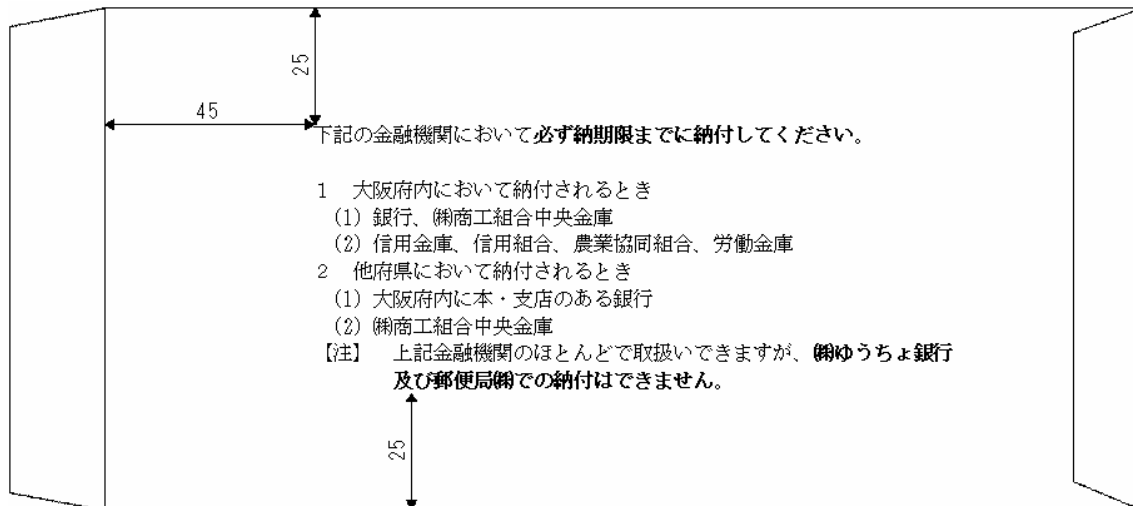 25
45
下記の金融機関において必ず納期限までに納付してください。
1 大阪府内において納付されるとき
(1) 銀行、㈱商工組合中央金庫
(2) 信用金庫、信用組合、農業協同組合、労働金庫
2 他府県において納付されるとき
(1) 大阪府内に本・支店のある銀行
(2) ㈱商工組合中央金庫
【注】 上記金融機関のほとんどで取扱いできますが、㈱ゆうちょ銀行
及び郵便局㈱での納付はできません。
25